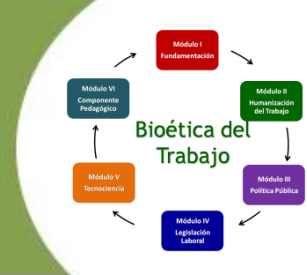 Módulo I
Fundamentación
Módulo II
Humanización
del Trabajo
Módulo III
Política Pública
Módulo IV
Legislación
Laboral
Módulo V
Tecnociencia
Módulo VI
Componente
Pedagógico
Bioética del
Trabajo